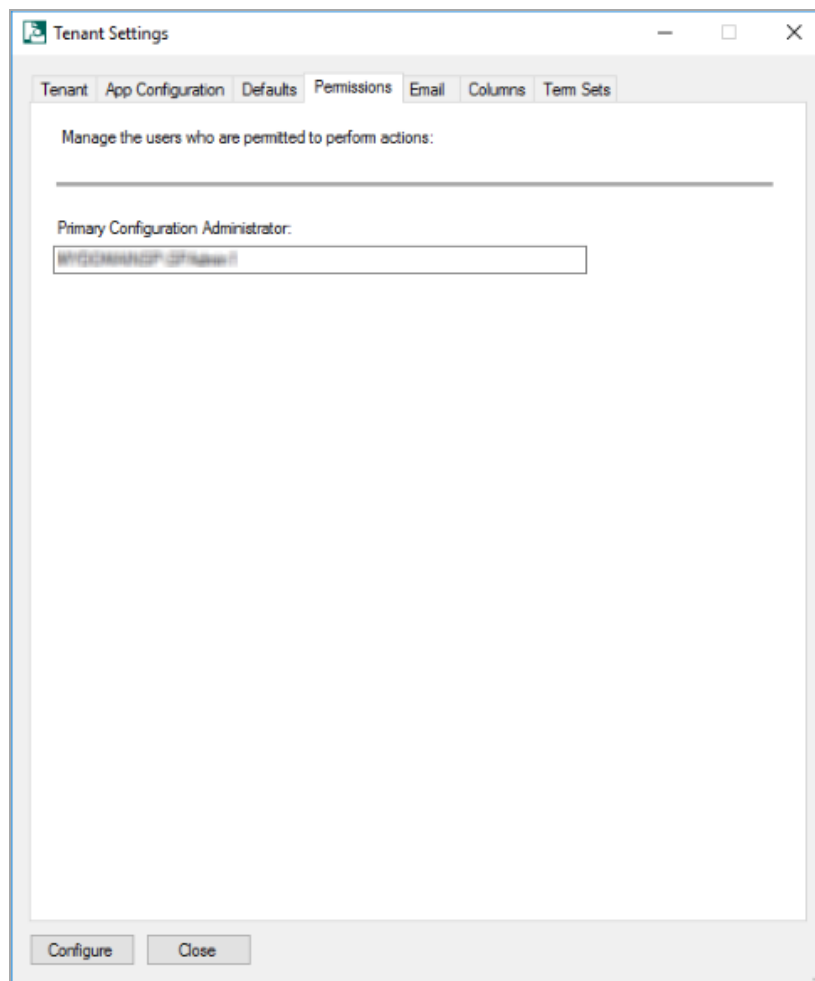 Tenant Settings
Tenant App Configuration Defaults Permissions Email Columns Term Sets
Manage the users who are permitted to perform actions:
Primary Configuration Administrator:
Configure Close